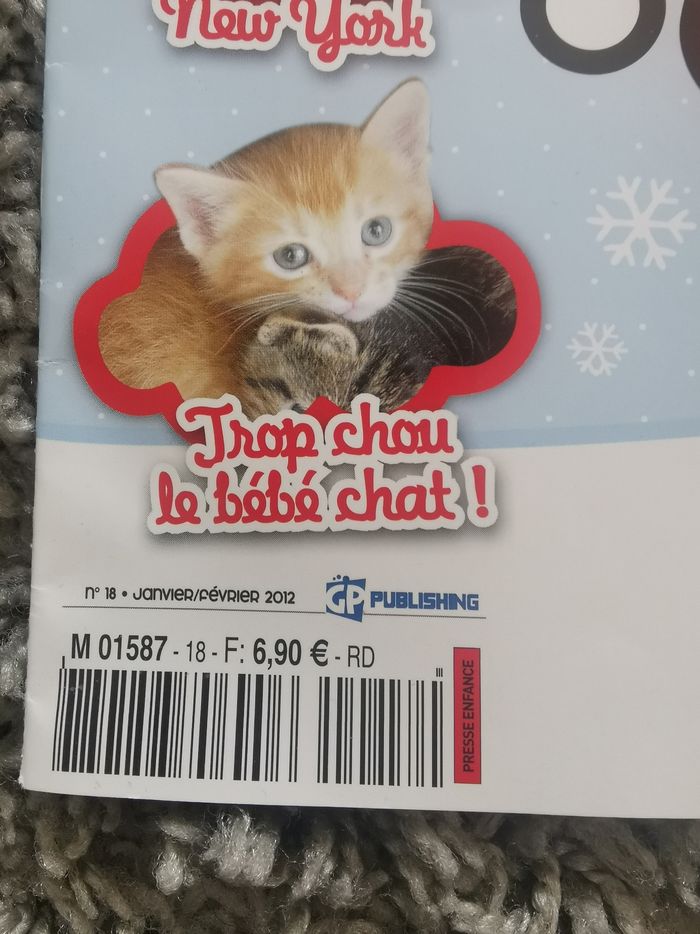 New York
Trop chou
le bébé chat !
n° 18 • Janvier/Février 2012
GP PUBLISHING
M 01587 - 18 - F: 6,90 € - RD
PRESSE ENFANCE